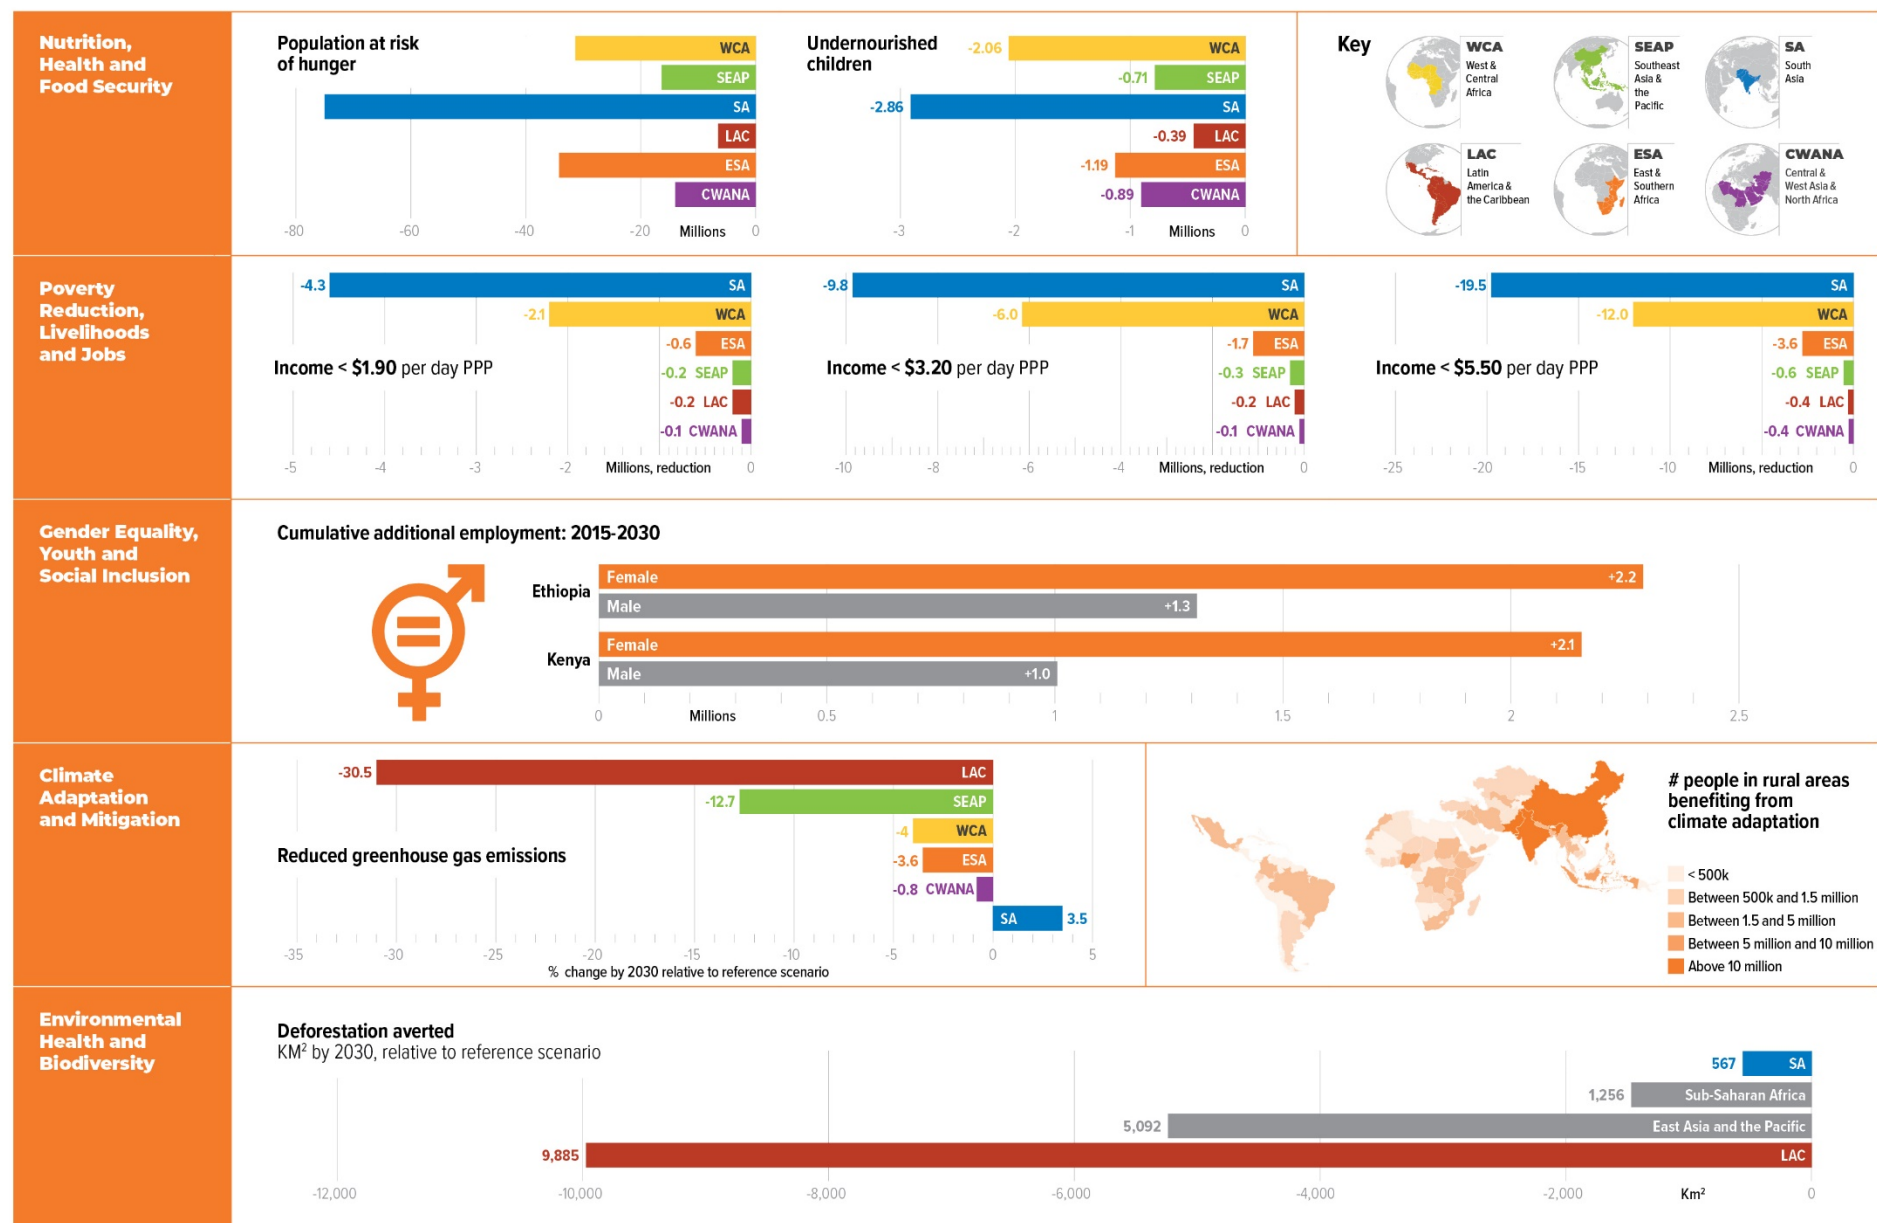 Nutrition,
Health and
Food Security
Population at risk
of hunger
WCA
SEAP
SA
LAC
ESA
CWANA
-80
-60
-40
-20
Millions
0
Undernourished
children
-2.06 WCA
-0.71 SEAP
-2.86 SA
-0.39 LAC
-1.19 ESA
-0.89 CWANA
-3
-2
-1
Millions
0
Key
WCA
West &
Central
Africa
SEAP
Southeast
Asia &
the
Pacific
SA
South
Asia
LAC
Latin
America &
the Caribbean
ESA
East &
Southern
Africa
CWANA
Central &
West Asia &
North Africa
Poverty
Reduction,
Livelihoods
and Jobs
-4.3 SA
-2.1 WCA
-0.6 ESA
Income < $1.90 per day PPP
-0.2 SEAP
-0.2 LAC
-0.1 CWANA
-5
-4
-3
-2
Millions, reduction
0
-9.8 SA
-6.0 WCA
-1.7 ESA
Income < $3.20 per day PPP
-0.3 SEAP
-0.2 LAC
-0.1 CWANA
-10
-8
-6
-4
Millions, reduction
0
-19.5 SA
-12.0 WCA
-3.6 ESA
Income < $5.50 per day PPP
-0.6 SEAP
-0.4 LAC
-0.4 CWANA
-25
-20
-15
-10
Millions, reduction
0
Gender Equality,
Youth and
Social Inclusion
Cumulative additional employment: 2015-2030
Ethiopia
Female +2.2
Male +1.3
Kenya
Female +2.1
Male +1.0
0
Millions
0.5
1
1.5
2
2.5
Climate
Adaptation
and Mitigation
-30.5 LAC
-12.7 SEAP
-4 WCA
Reduced greenhouse gas emissions
-3.6 ESA
-0.8 CWANA
SA 3.5
-35
-30
-25
-20
-15
-10
-5
0
5
% change by 2030 relative to reference scenario
# people in rural areas
benefiting from
climate adaptation
< 500k
Between 500k and 1.5 million
Between 1.5 and 5 million
Between 5 million and 10 million
Above 10 million
Environmental
Health and
Biodiversity
Deforestation averted
KM² by 2030, relative to reference scenario
567 SA
1,256 Sub-Saharan Africa
5,092 East Asia and the Pacific
9,885 LAC
-12,000
-10,000
-8,000
-6,000
-4,000
-2,000
Km²
0